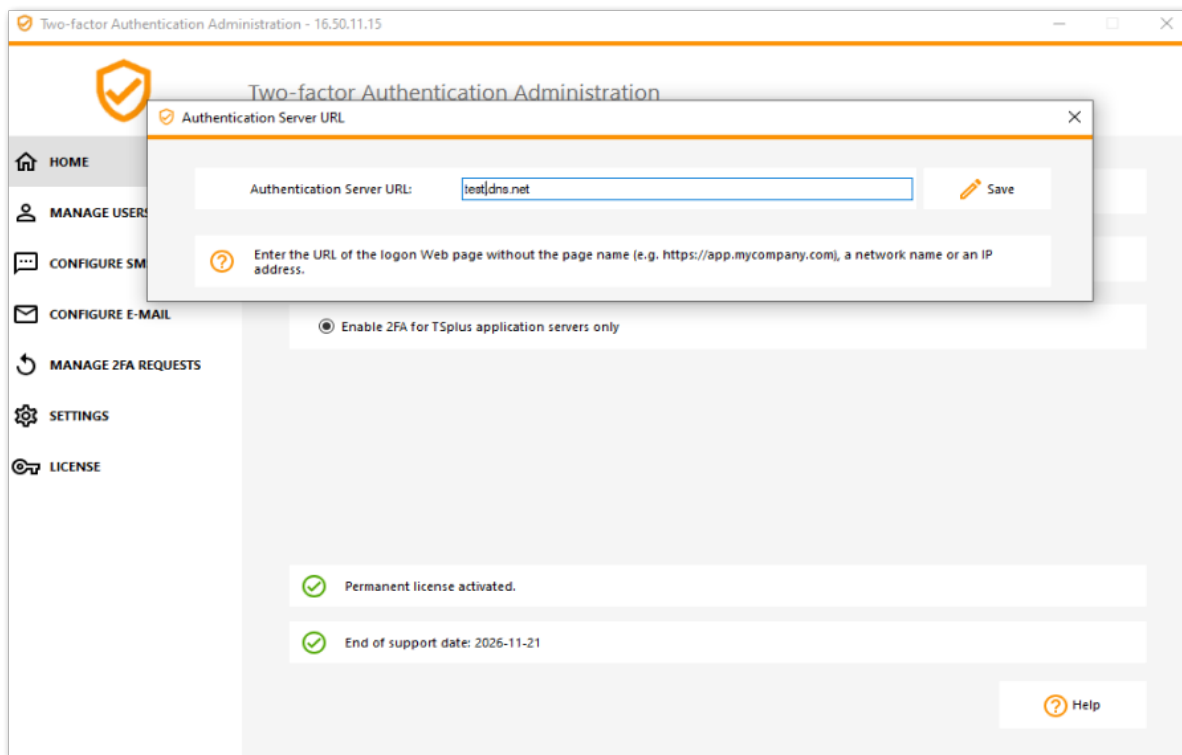 Two-factor Authentication Administration - 16.50.11.15
Two-factor Authentication Administration
Authentication Server URL
Authentication Server URL:
test.dns.net
Save
Enter the URL of the logon Web page without the page name (e.g. https://app.mycompany.com), a network name or an IP
address.
HOME
MANAGE USERS
CONFIGURE SM
CONFIGURE E-MAIL
MANAGE 2FA REQUESTS
SETTINGS
LICENSE
Enable 2FA for TSplus application servers only
Permanent license activated.
End of support date: 2026-11-21
Help